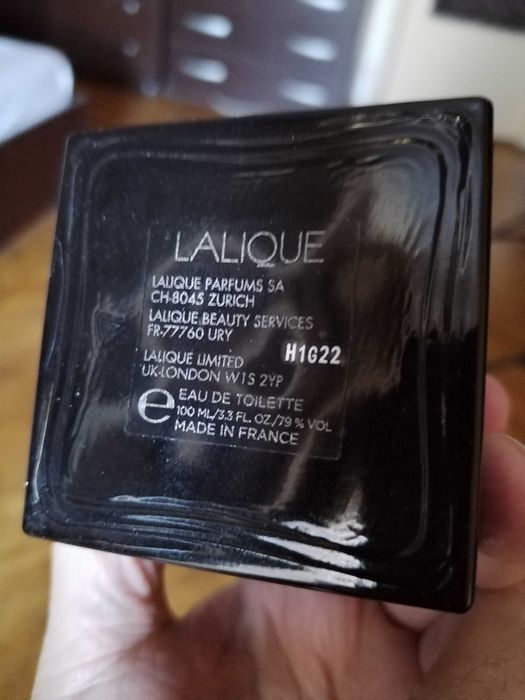 LALIQUE
LALIQUE PARFUMS SA
CH-8045 ZURICH
LALIQUE BEAUTY SERVICES
FR-77760 URY
LALIQUE LIMITED
UK-LONDON W1S 2YP
H1G22
e EAU DE TOILETTE
100 ML/3.3 FL. OZ./79 % VOL
MADE IN FRANCE